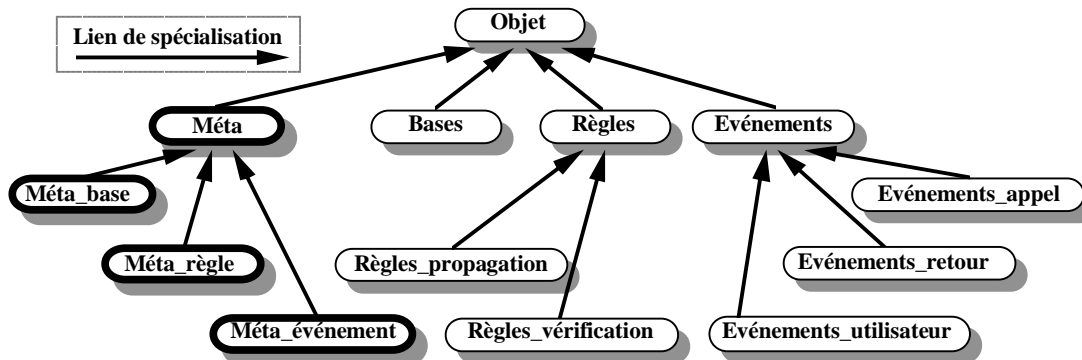 Objet
Lien de spécialisation
Méta
Bases
Règles
Evénements
Méta_base
Evénements_appel
Méta_règle
Règles_propagation
Evénements_retour
Méta_événement
Règles_vérification
Evénements_utilisateur